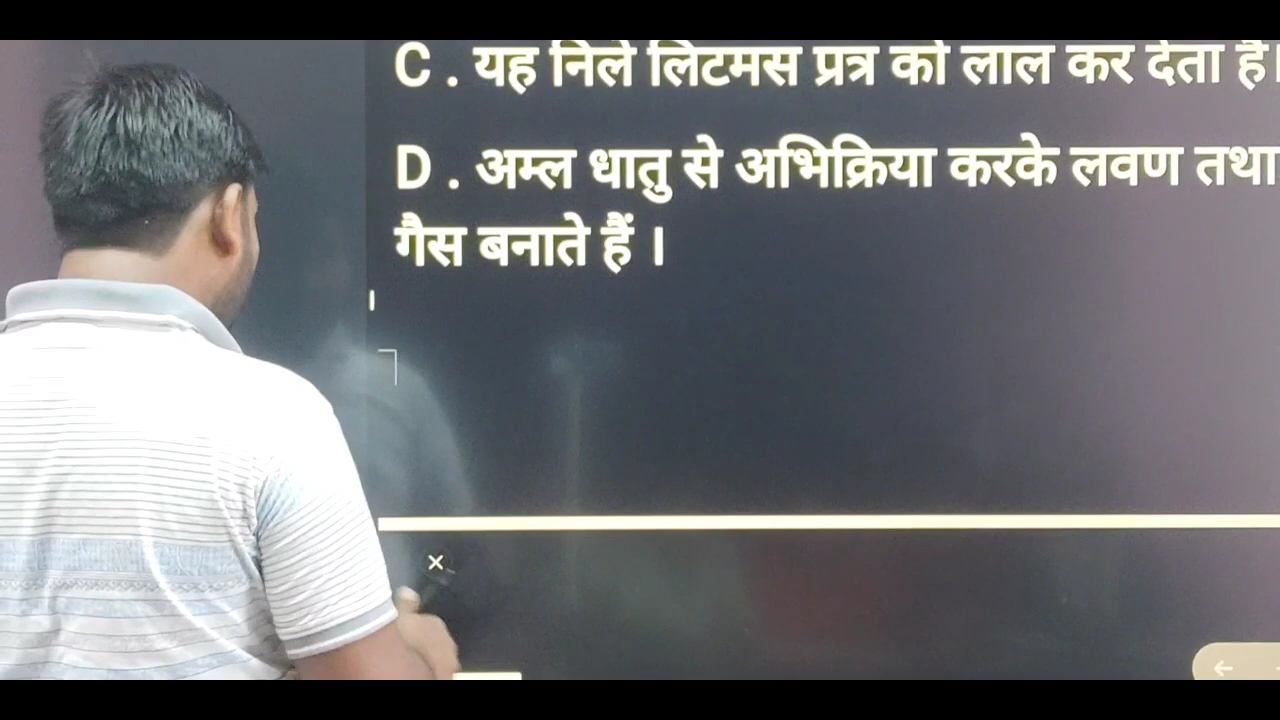 C . यह निले लिटमस प्रत्र को लाल कर देता है।
D . अम्ल धातु से अभिक्रिया करके लवण तथा
गैस बनाते हैं ।